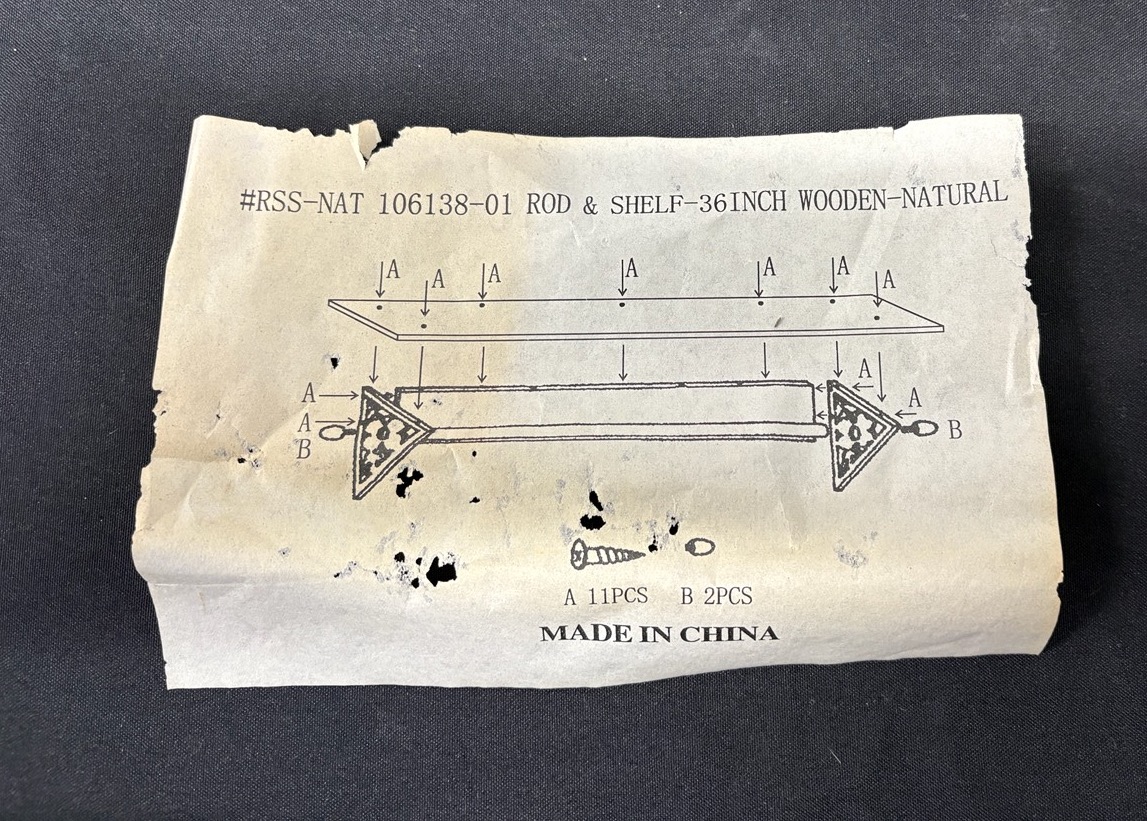 #RSS-NAT 106138-01 ROD & SHELF-36INCH WOODEN-NATURAL
A A A A A A A
A A
A A
B B
A 11PCS B 2PCS
MADE IN CHINA